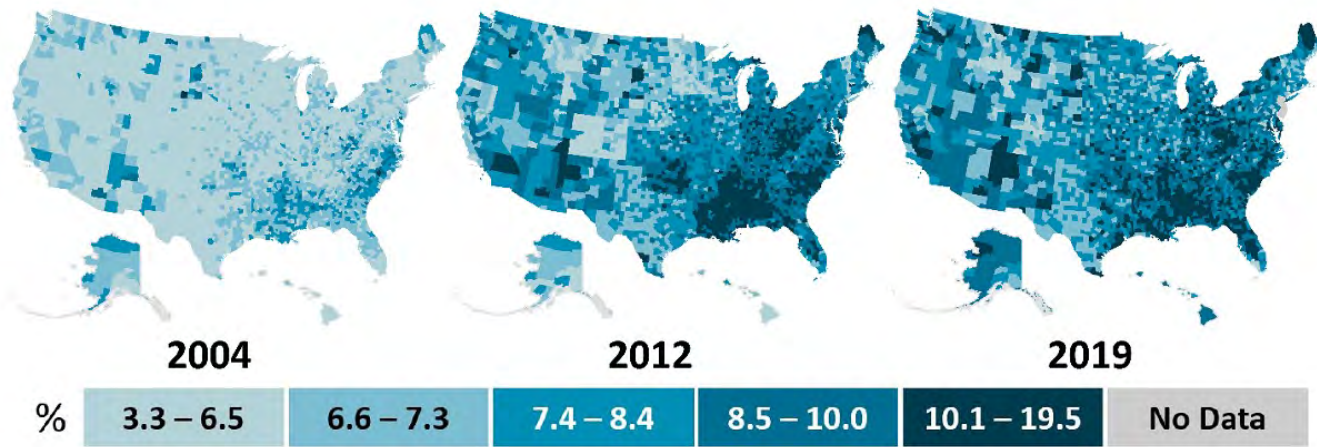 2004 2012 2019
% 3.3 – 6.5 6.6 – 7.3 7.4 – 8.4 8.5 – 10.0 10.1 – 19.5 No Data